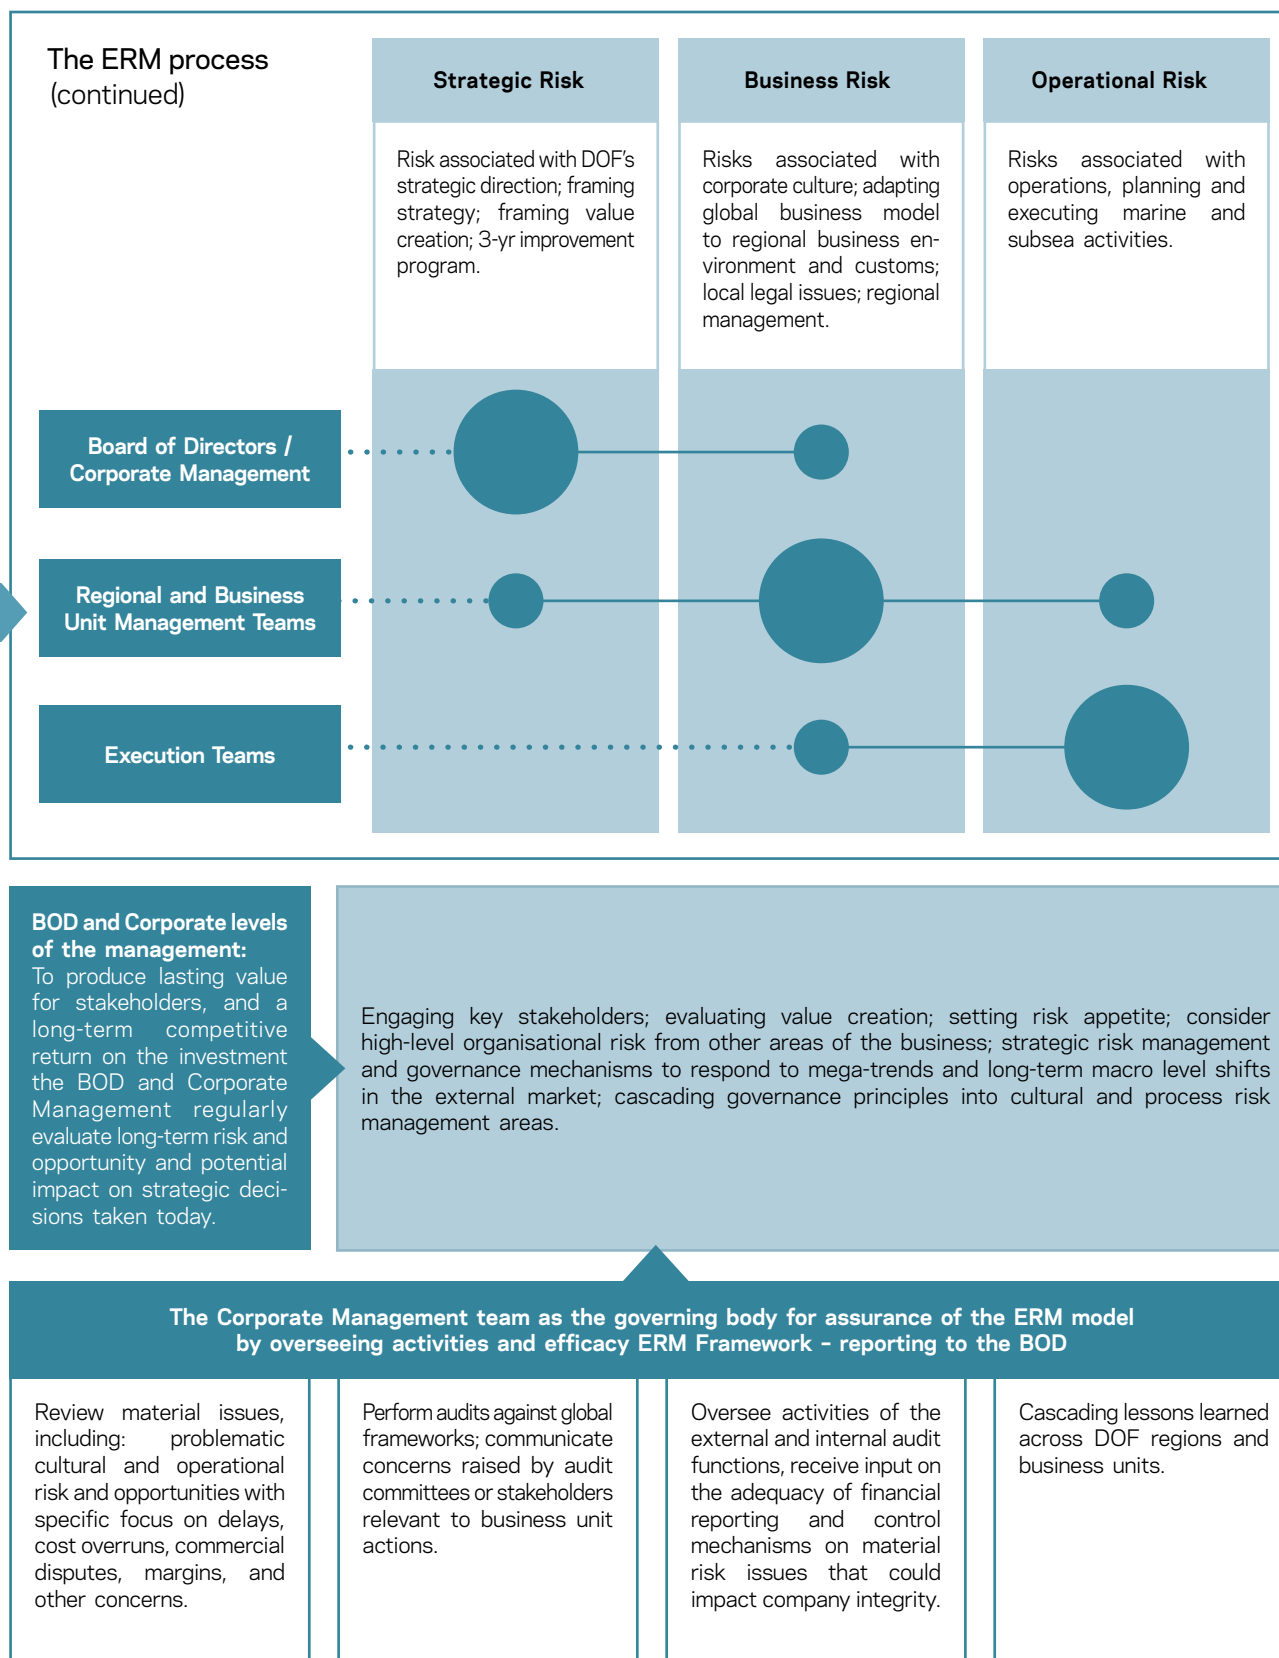 The ERM process
(continued)
Strategic Risk
Business Risk
Operational Risk
Risk associated with DOF's
strategic direction; framing
strategy; framing value
creation; 3-yr improvement
program.
Risks associated with
corporate culture; adapting
global business model
to regional business en-
vironment and customs;
local legal issues; regional
management.
Risks associated with
operations, planning and
executing marine and
subsea activities.
Board of Directors /
Corporate Management
Regional and Business
Unit Management Teams
Execution Teams
BOD and Corporate levels
of the management:
To produce lasting value
for stakeholders, and a
long-term competitive
return on the investment
the BOD and Corporate
Management regularly
evaluate long-term risk and
opportunity and potential
impact on strategic deci-
sions taken today.
Engaging key stakeholders; evaluating value creation; setting risk appetite; consider
high-level organisational risk from other areas of the business; strategic risk management
and governance mechanisms to respond to mega-trends and long-term macro level shifts
in the external market; cascading governance principles into cultural and process risk
management areas.
The Corporate Management team as the governing body for assurance of the ERM model
by overseeing activities and efficacy ERM Framework – reporting to the BOD
Review material issues,
including: problematic
cultural and operational
risk and opportunities with
specific focus on delays,
cost overruns, commercial
disputes, margins, and
other concerns.
Perform audits against global
frameworks; communicate
concerns raised by audit
committees or stakeholders
relevant to business unit
actions.
Oversee activities of the
external and internal audit
functions, receive input on
the adequacy of financial
reporting and control
mechanisms on material
risk issues that could
impact company integrity.
Cascading lessons learned
across DOF regions and
business units.